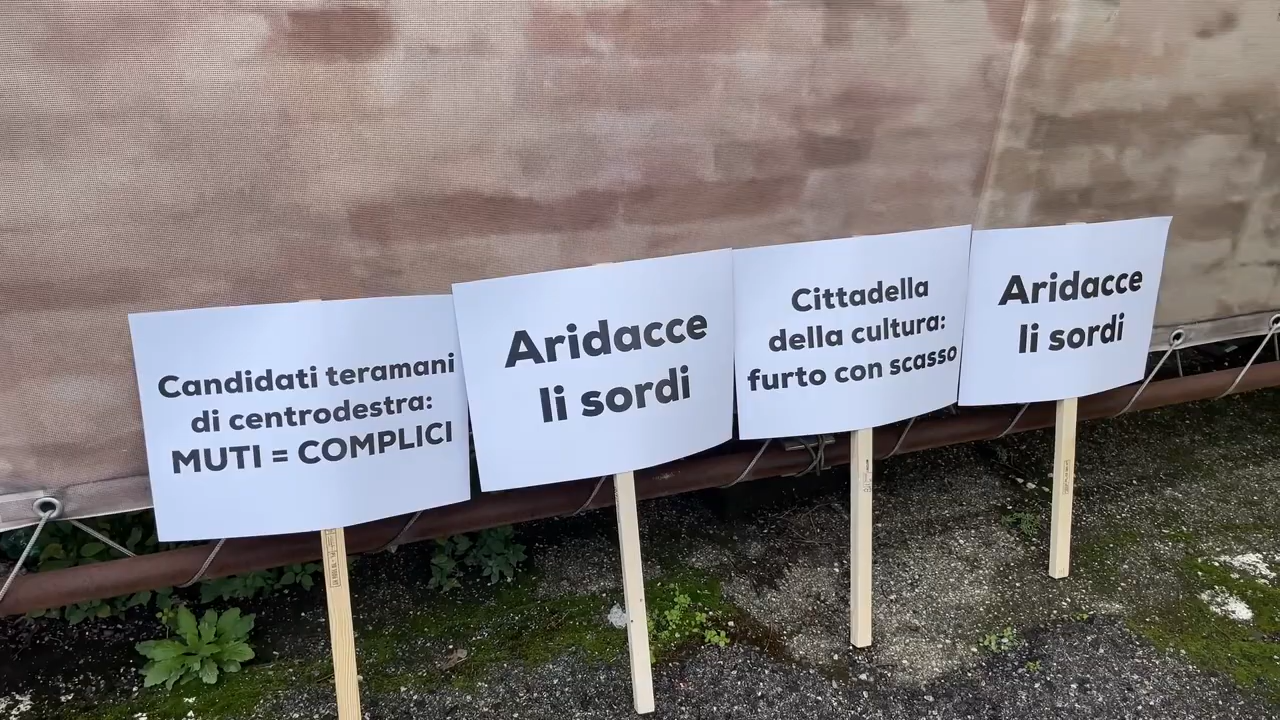 Candidati teramani
di centrodestra:
MUTI = COMPLICI
Aridacce
li sordi
Cittadella
della cultura:
furto con scasso
Aridacce
li sordi